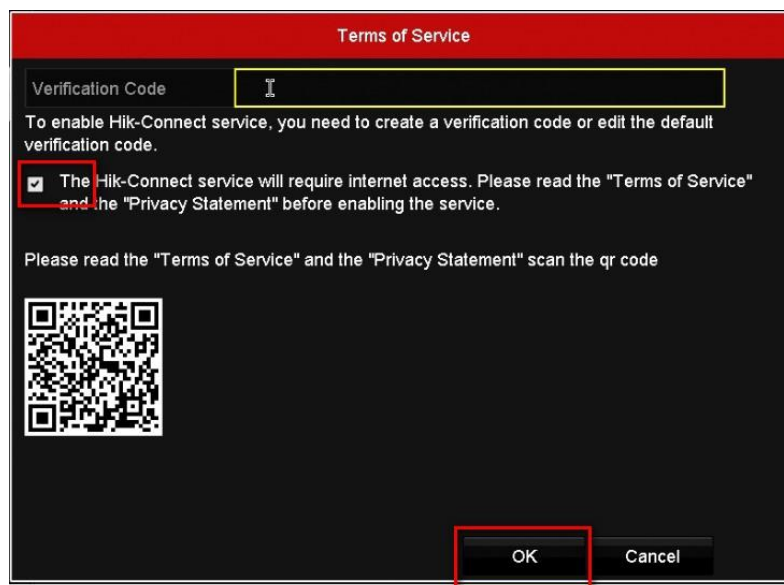 Terms of Service
Verification Code
To enable Hik-Connect service, you need to create a verification code or edit the default
verification code.
The Hik-Connect service will require internet access. Please read the "Terms of Service"
and the "Privacy Statement" before enabling the service.
Please read the "Terms of Service" and the "Privacy Statement" scan the qr code
OK
Cancel